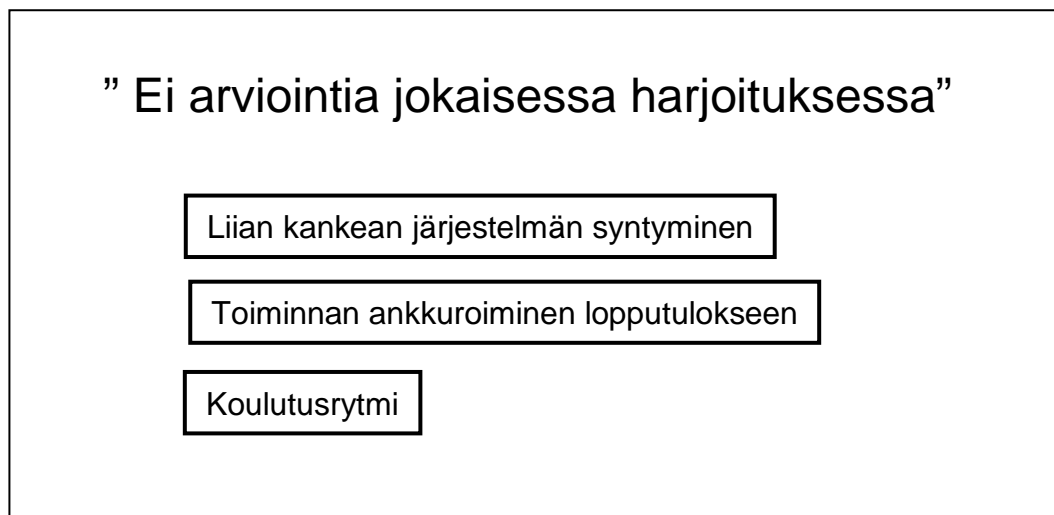 ” Ei arviointia jokaisessa harjoituksessa”
Liian kankean järjestelmän syntyminen
Toiminnan ankkuroiminen lopputulokseen
Koulutusrytmi